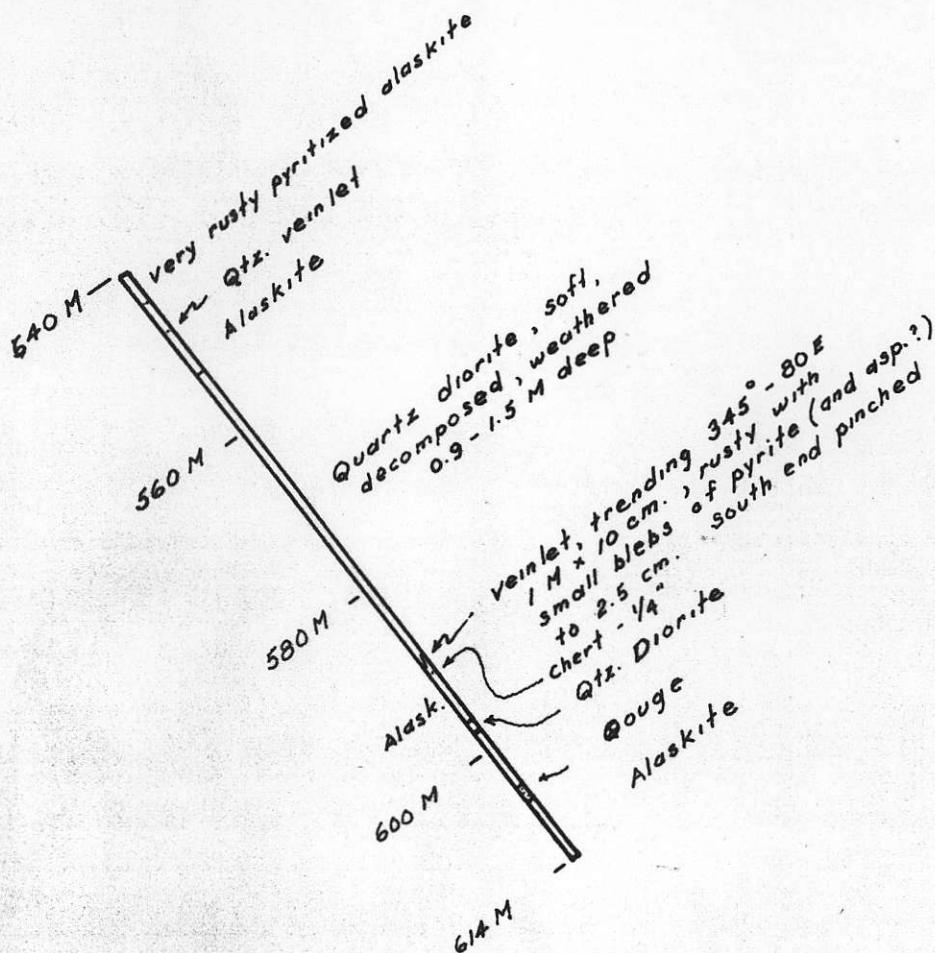 540 M
very rusty pyritized alaskite
Qtz. veinlet
Alaskite
560 M
Quartz diorite, soft,
decomposed, weathered
0.9 - 1.5 M deep
580 M
veinlet, trending 345° - 80 E
1 M x 10 cm., rusty with
small blebs of pyrite (and asp.?)
to 2.5 cm. south end pinched
chert - 1/4"
Alask.
Qtz. Diorite
600 M
Gouge
Alaskite
614 M